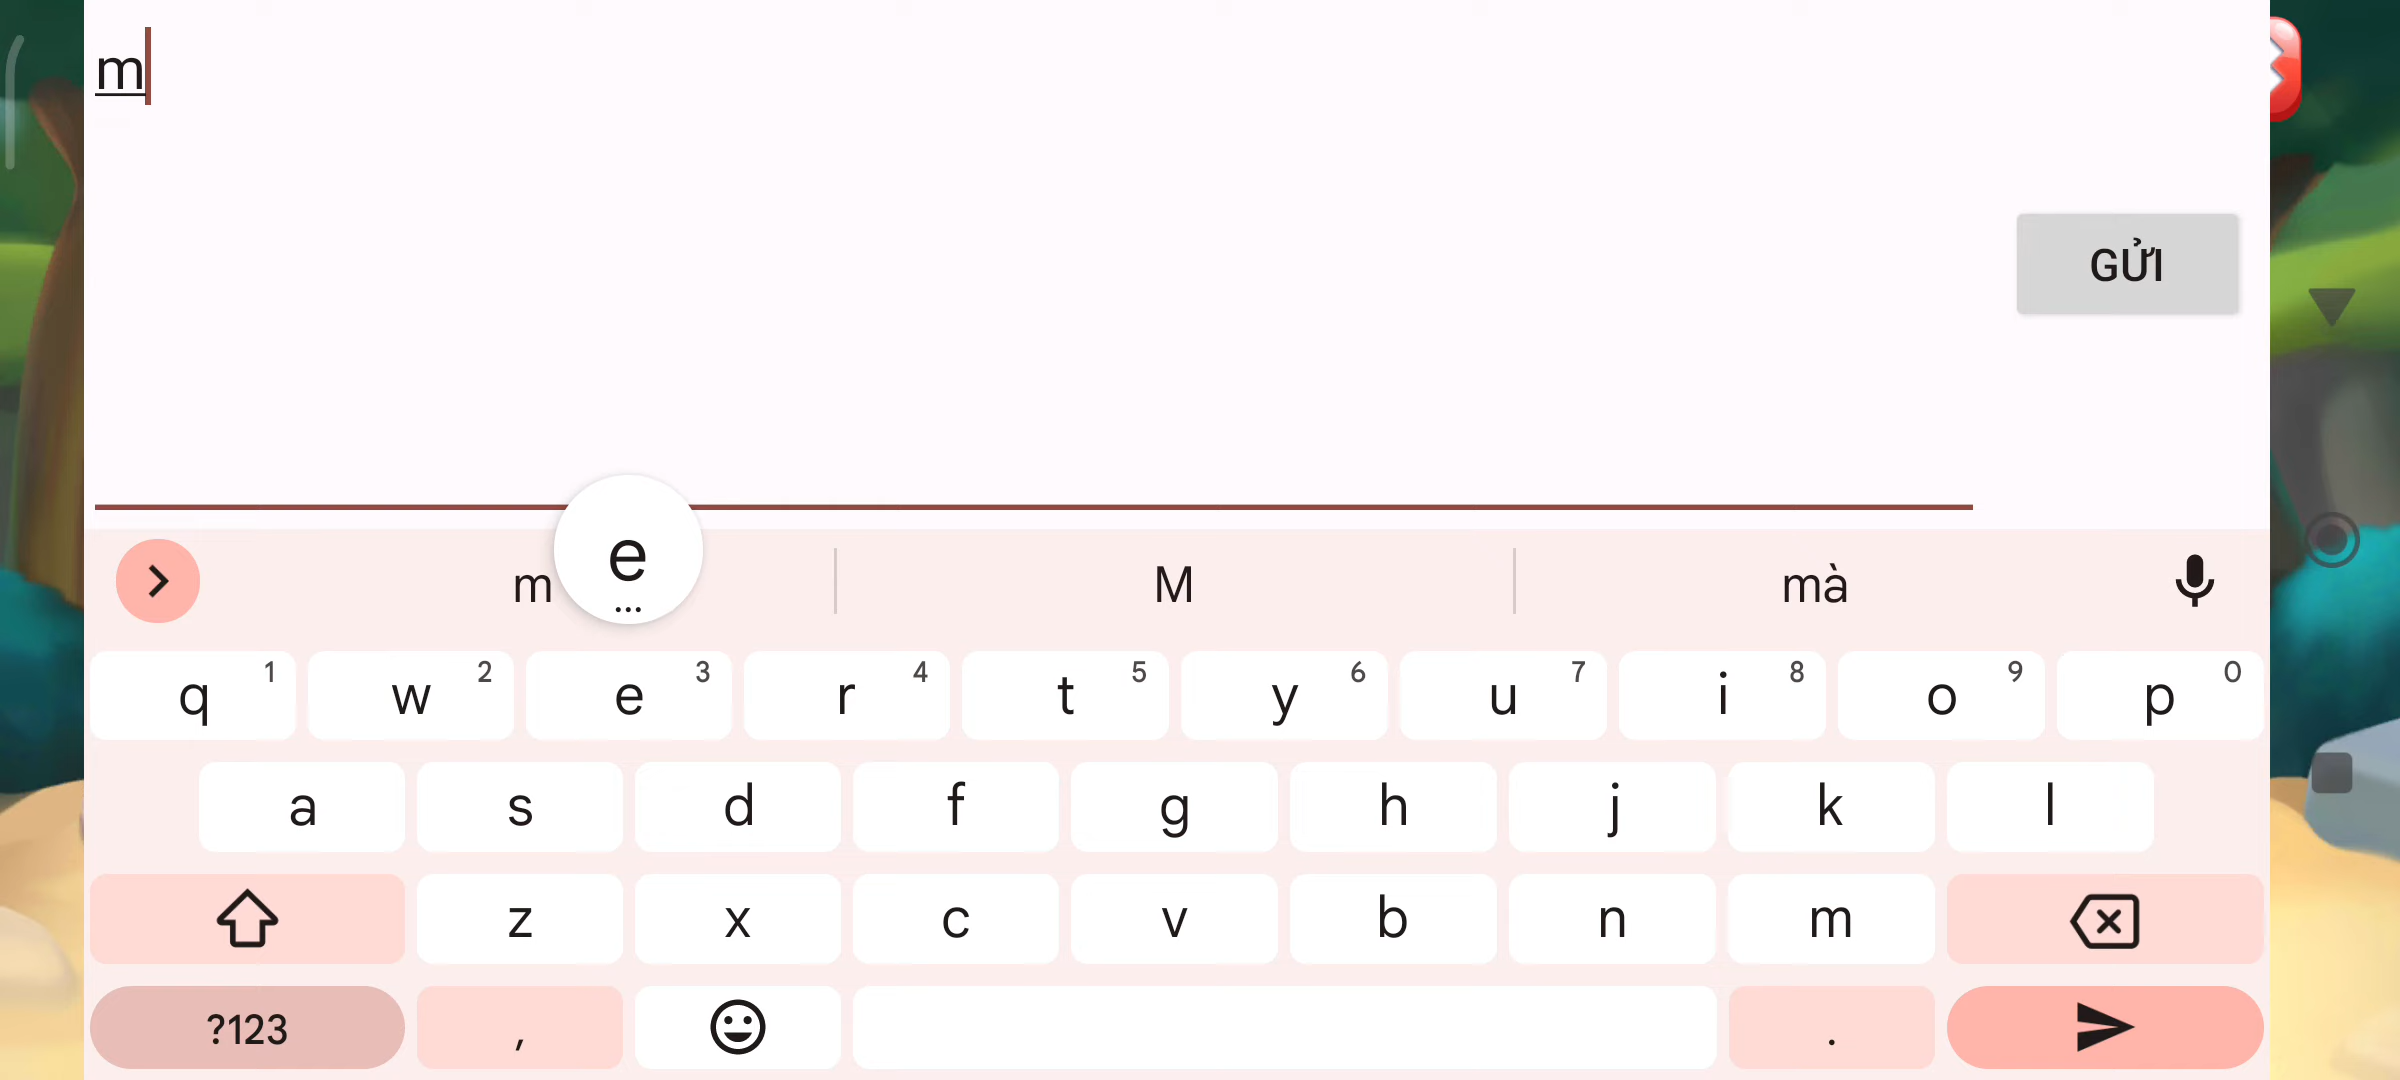 m
GỬI
e
...
m
M
mà
q 1 w 2 e 3 r 4 t 5 y 6 u 7 i 8 o 9 p 0
a s d f g h j k l
z x c v b n m
?123 , .